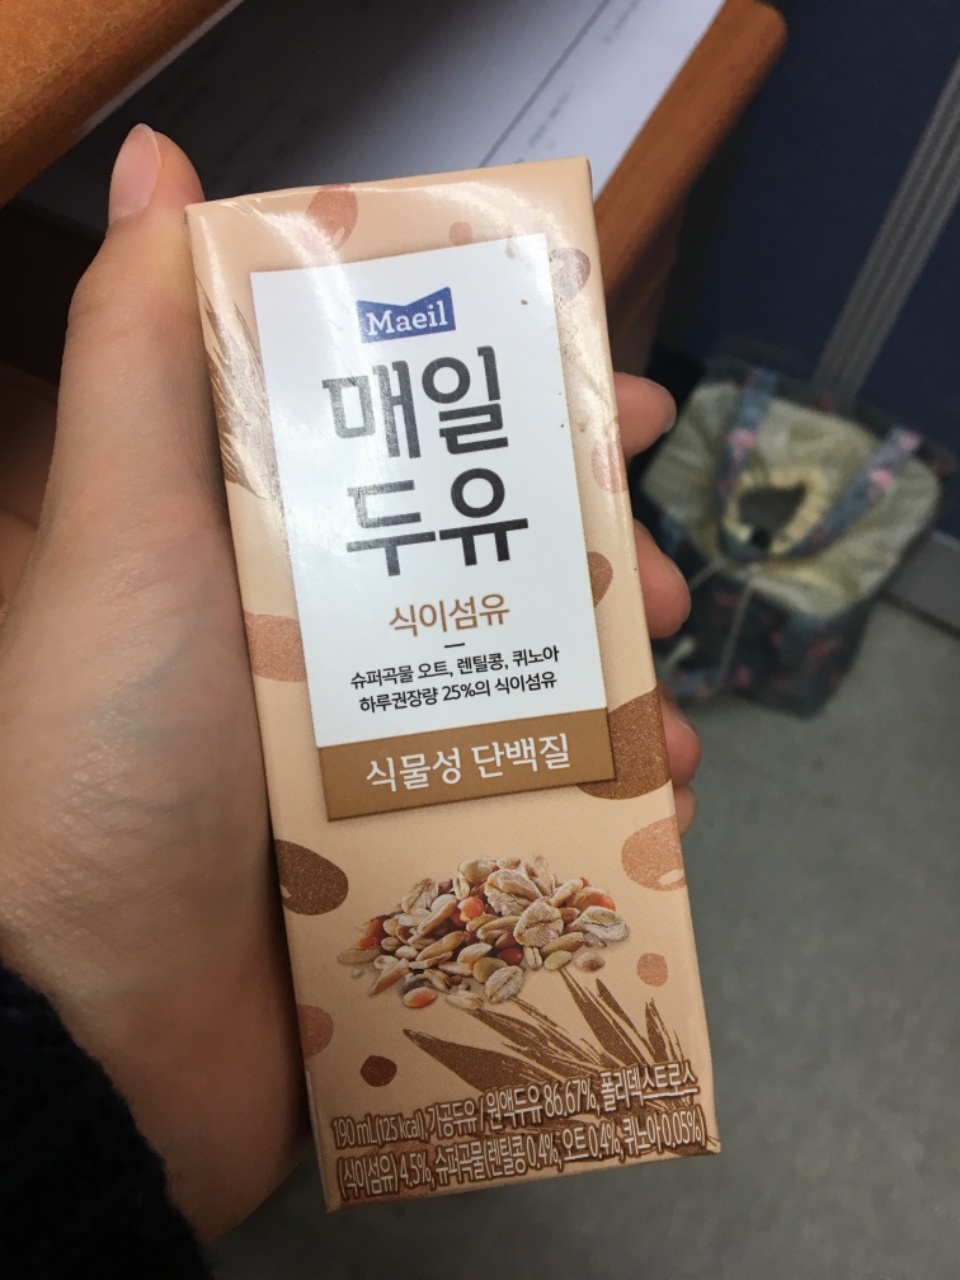 Maeil
매일
두유
식이섬유
슈퍼곡물 오트, 렌틸콩, 퀴노아
하루권장량 25%의 식이섬유
식물성 단백질
190 mL(125 kcal), 가공두유 / 원액두유 86.67%, 폴리덱스트로스
(식이섬유) 4.5%, 슈퍼곡물(렌틸콩 0.4%, 오트 0.4%, 퀴노아 0.05%)